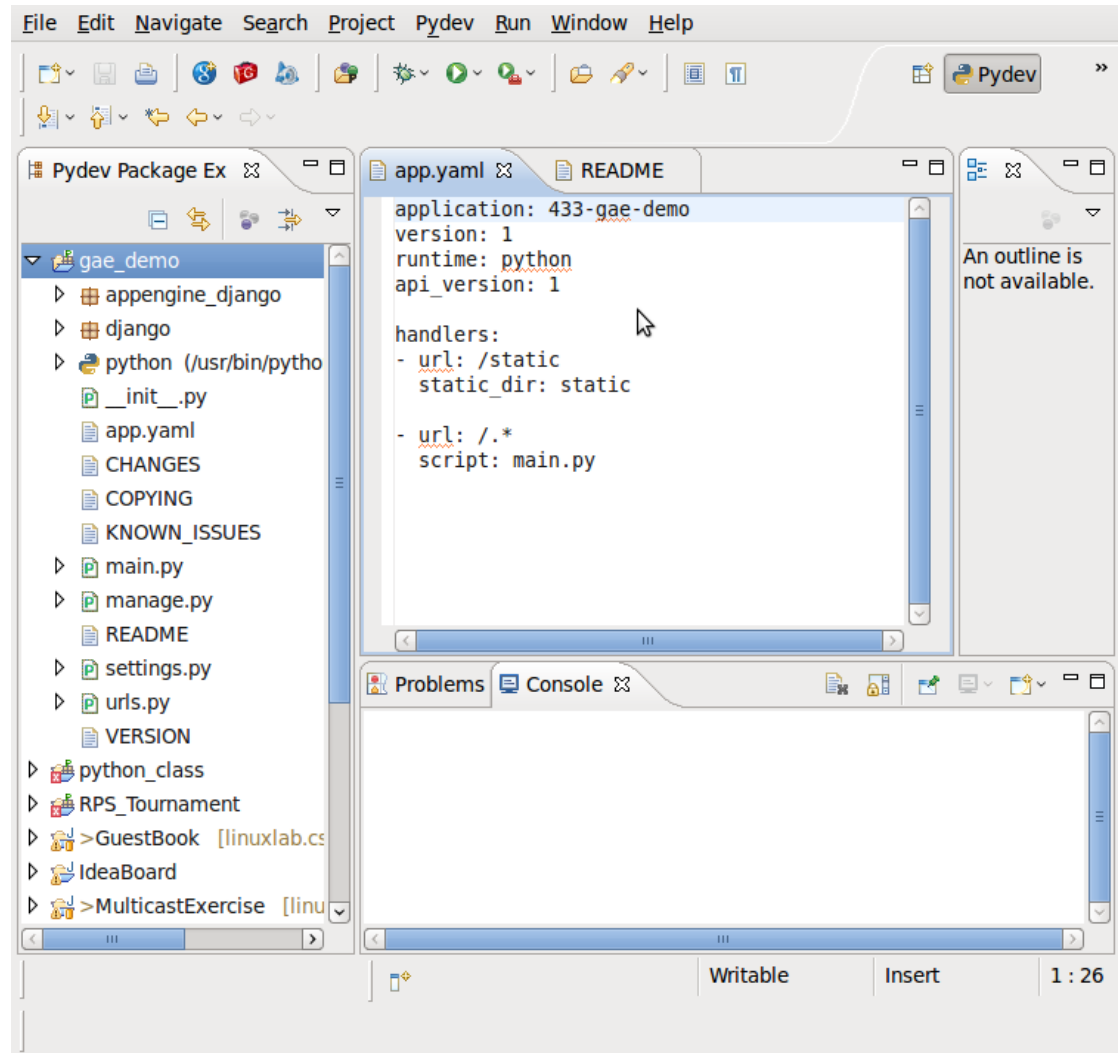 File Edit Navigate Search Project Pydev Run Window Help
Pydev »
Pydev Package Ex
gae_demo
appengine_django
django
python (/usr/bin/pytho
__init__.py
app.yaml
CHANGES
COPYING
KNOWN_ISSUES
main.py
manage.py
README
settings.py
urls.py
VERSION
python_class
RPS_Tournament
>GuestBook [linuxlab.cs
IdeaBoard
>MulticastExercise [linu
app.yaml README
application: 433-gae-demo
version: 1
runtime: python
api_version: 1
handlers:
- url: /static
  static_dir: static
- url: /.*
  script: main.py
An outline is
not available.
Problems Console
Writable Insert 1 : 26